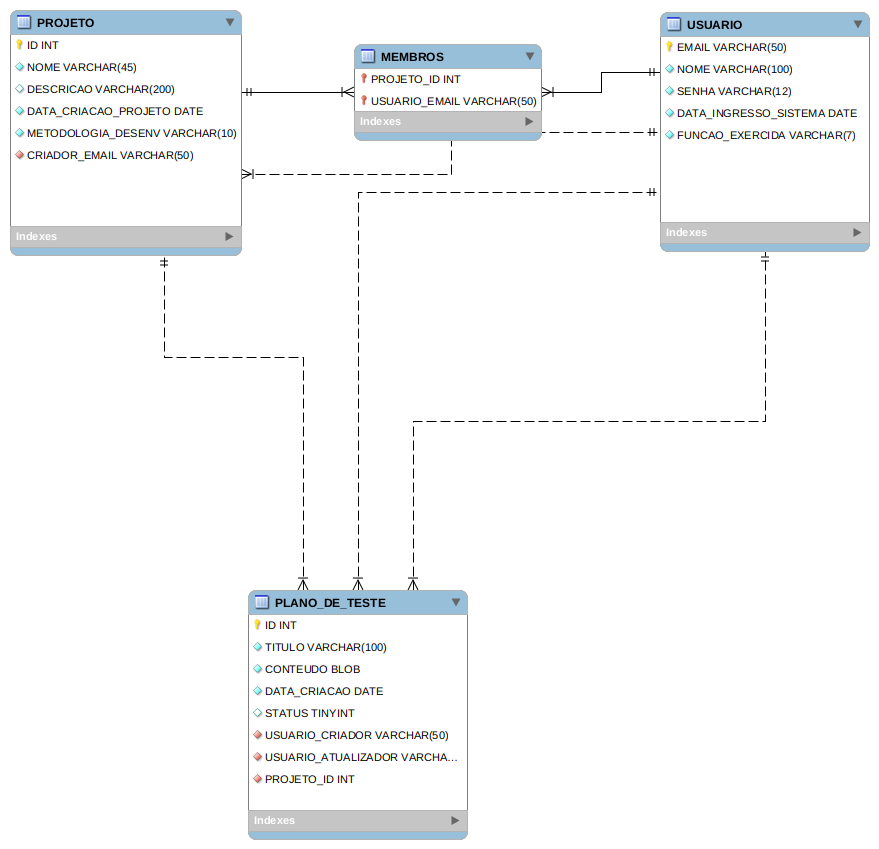 PROJETO
ID INT
NOME VARCHAR(45)
DESCRICAO VARCHAR(200)
DATA_CRIACAO_PROJETO DATE
METODOLOGIA_DESENV VARCHAR(10)
CRIADOR_EMAIL VARCHAR(50)
Indexes
MEMBROS
PROJETO_ID INT
USUARIO_EMAIL VARCHAR(50)
Indexes
USUARIO
EMAIL VARCHAR(50)
NOME VARCHAR(100)
SENHA VARCHAR(12)
DATA_INGRESSO_SISTEMA DATE
FUNCAO_EXERCIDA VARCHAR(7)
Indexes
PLANO_DE_TESTE
ID INT
TITULO VARCHAR(100)
CONTEUDO BLOB
DATA_CRIACAO DATE
STATUS TINYINT
USUARIO_CRIADOR VARCHAR(50)
USUARIO_ATUALIZADOR VARCHA...
PROJETO_ID INT
Indexes